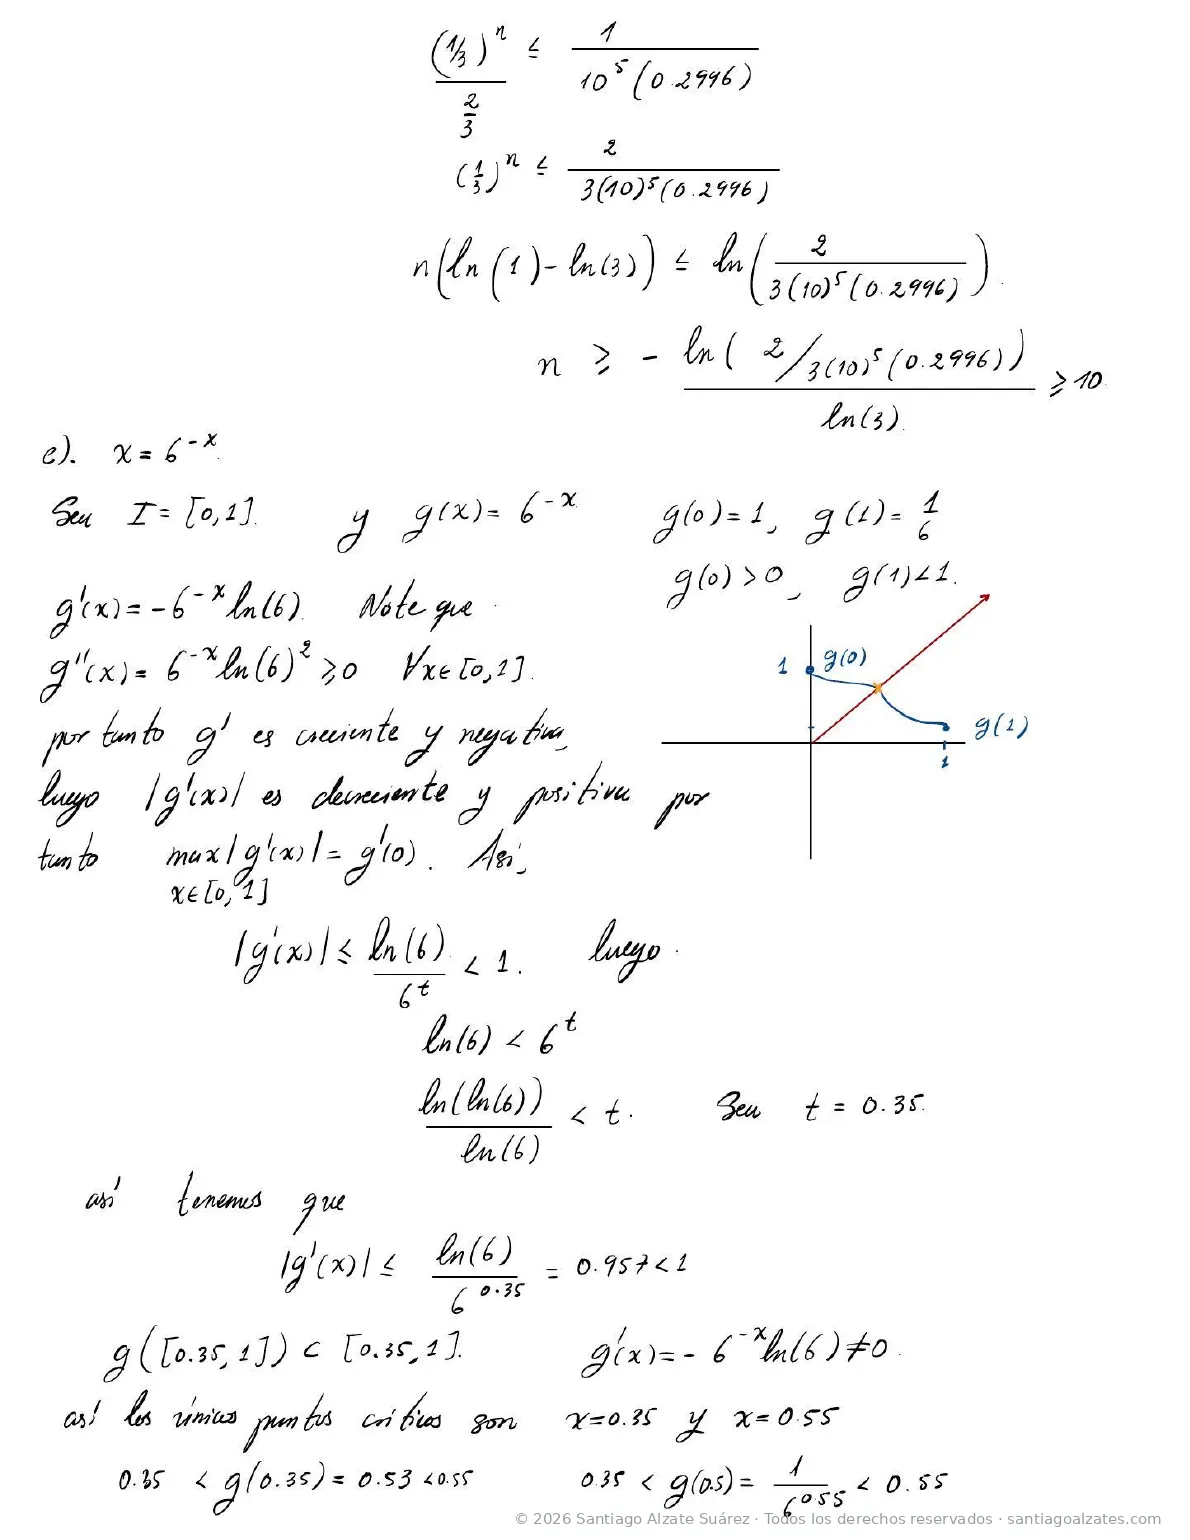 (1/3)^n / (2/3) ≤ 1 / (10^5(0.2996))
(1/3)^n ≤ 2 / (3(10)^5(0.2996))
n(ln(1) - ln(3)) ≤ ln(2 / (3(10)^5(0.2996))).
n ≥ - ln(2/3(10)^5(0.2996)) / ln(3). ≥ 10.
e). x = 6^{-x}.
Sea I = [0,1]. y g(x) = 6^{-x}. g(0) = 1, g(1) = 1/6
g(0) > 0, g(1) < 1.
g'(x) = -6^{-x} ln(6). Note que
g''(x) = 6^{-x} ln(6)^2 ≥ 0 ∀x∈[0,1].
1 g(0)
g(1)
1
por tanto g' es creciente y negativa,
luego |g'(x)| es decreciente y positiva por
tanto max |g'(x)| = g'(0). Así,
x∈[0,1]
|g'(x)| ≤ ln(6) / 6^t < 1. luego
ln(6) < 6^t
ln(ln(6)) / ln(6) < t. Sea t = 0.35.
así tenemos que
|g'(x)| ≤ ln(6) / 6^{0.35} = 0.957 < 1
g([0.35, 1]) ⊂ [0.35, 1]. g'(x) = -6^{-x} ln(6) ≠ 0.
así los únicos puntos críticos son x=0.35 y x=0.55
0.35 < g(0.35) = 0.53 < 0.55 0.35 < g(0.5) = 1 / 6^{0.55} < 0.55
© 2026 Santiago Alzate Suárez · Todos los derechos reservados · santiagoalzates.com